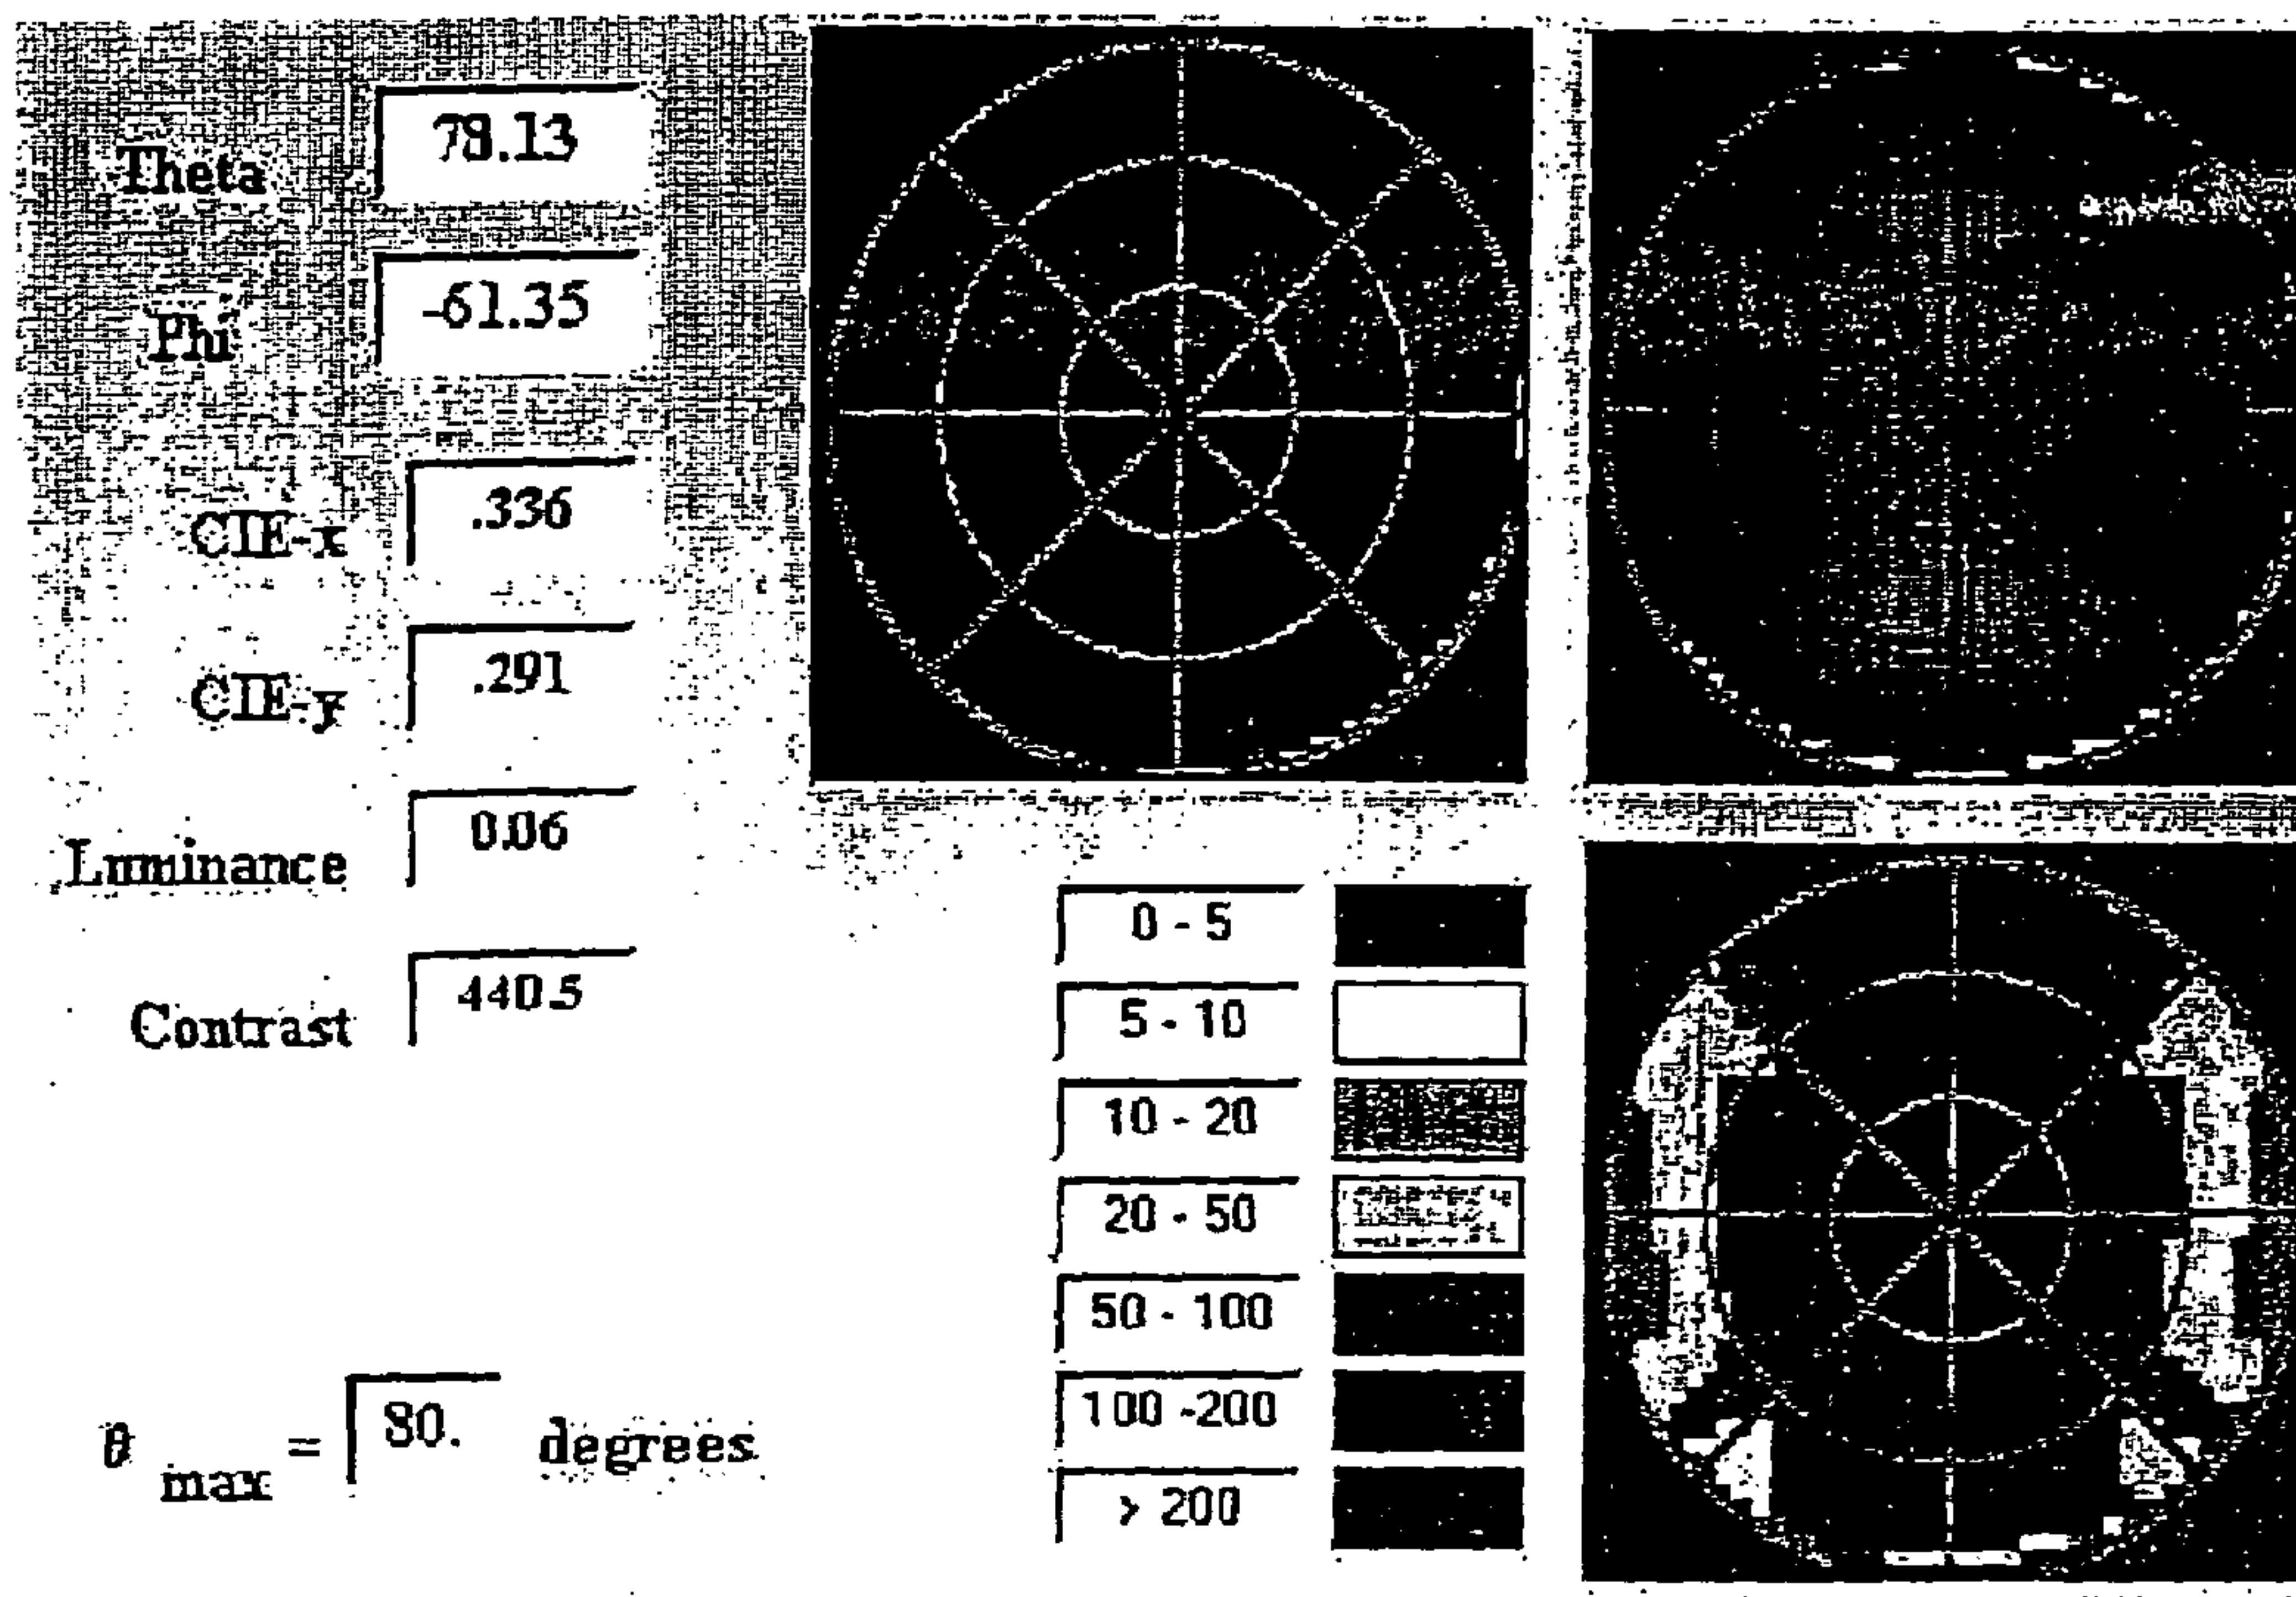 Theta 78.13
Phi -61.35
CIE-x .336
CIE-y .291
Luminance 0.06
Contrast 440.5
0 - 5
5 - 10
10 - 20
20 - 50
50 - 100
100 -200
> 200
θ max = 80. degrees